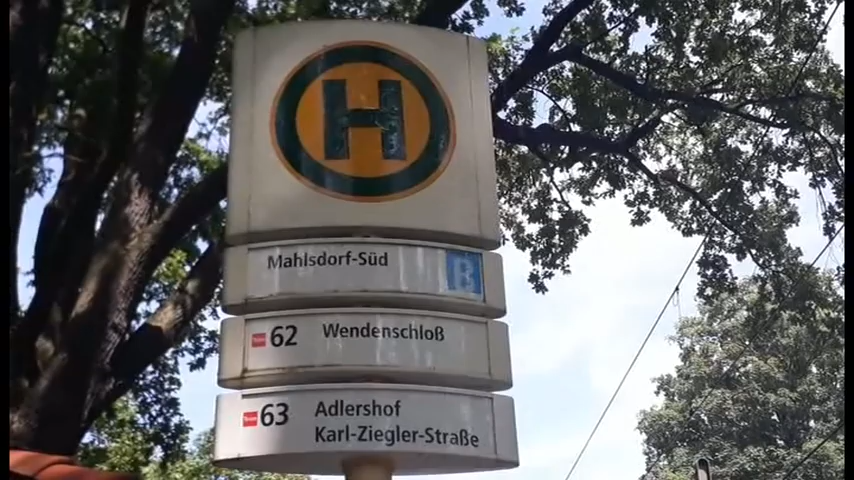 H
Mahlsdorf-Süd B
62 Wendenschloß
63 Adlershof
Karl-Ziegler-Straße